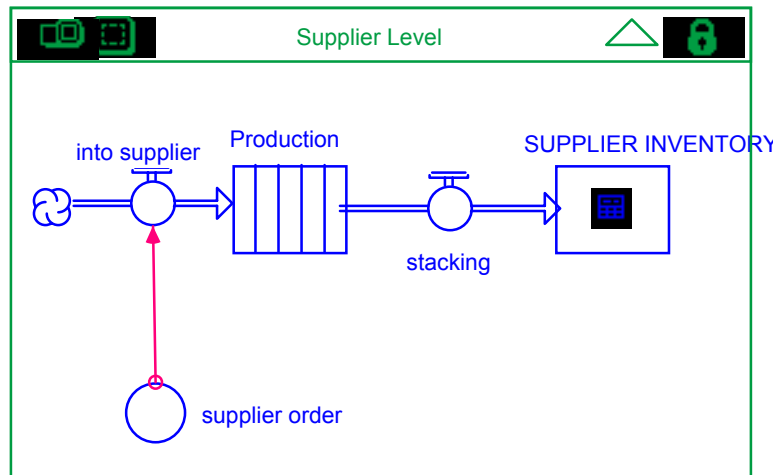 Supplier Level
into supplier
Production
SUPPLIER INVENTORY
stacking
supplier order